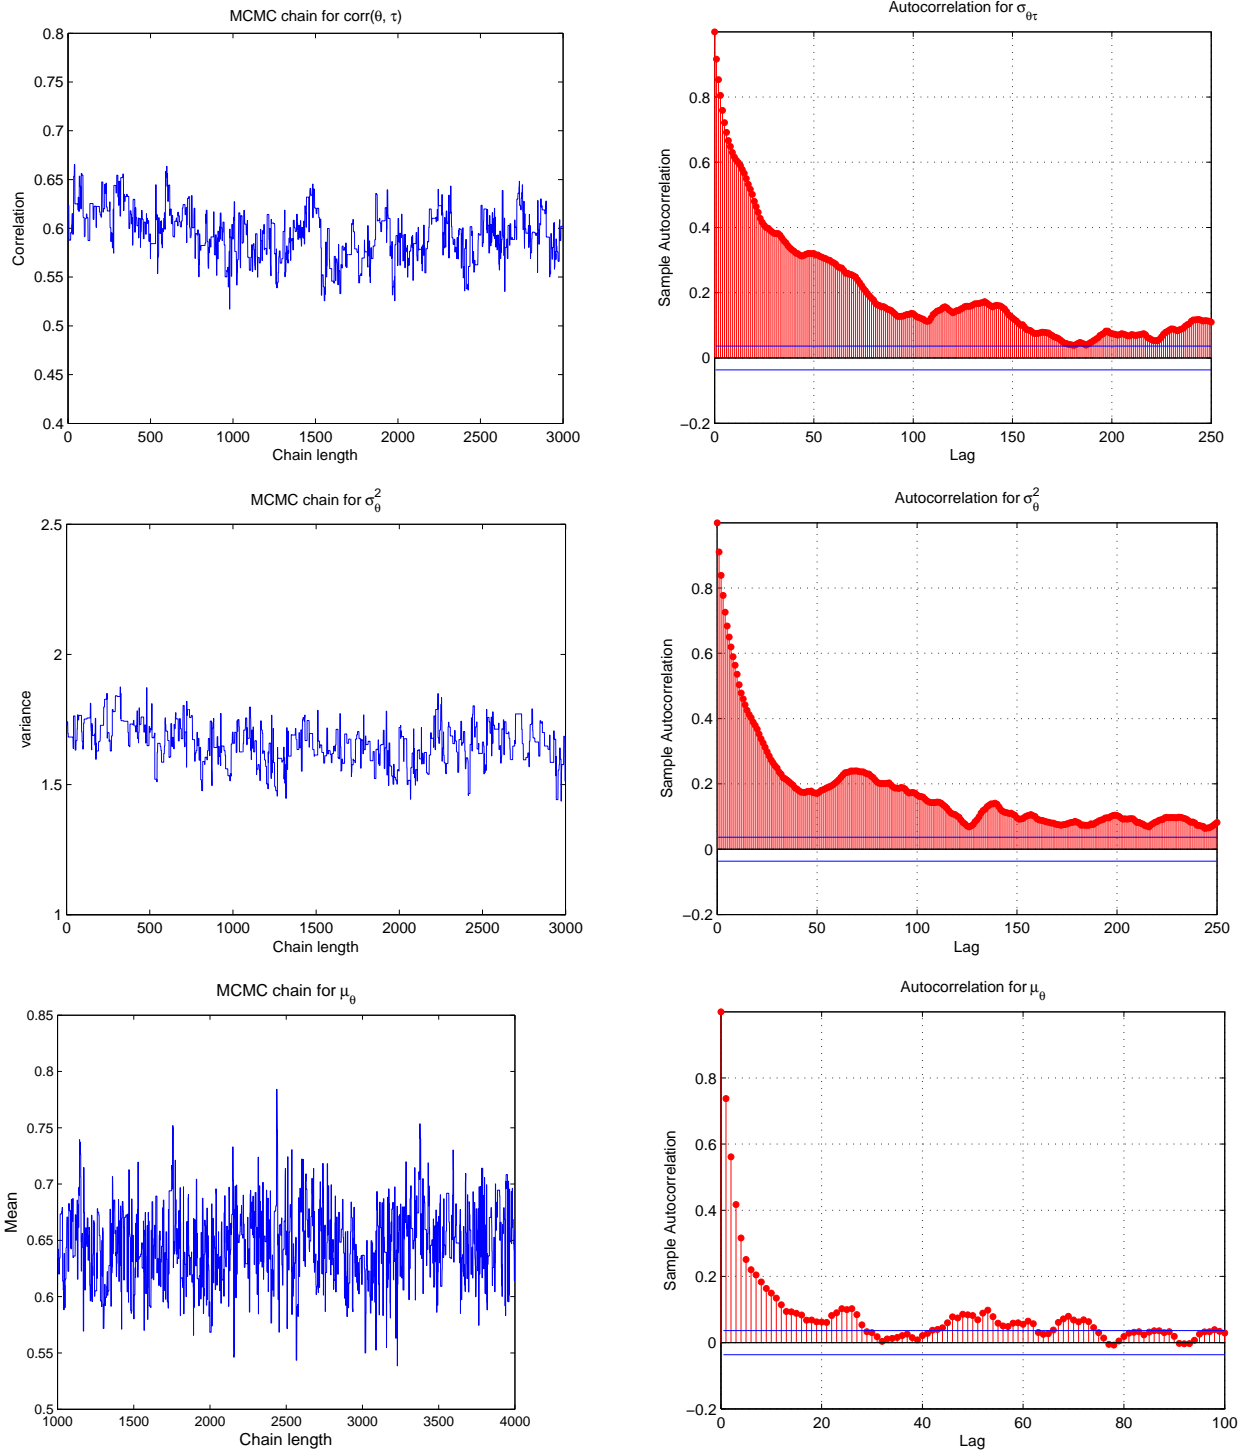 MCMC chain for corr(θ, τ)
Correlation
0.8
0.75
0.7
0.65
0.6
0.55
0.5
0.45
0.4
0 500 1000 1500 2000 2500 3000
Chain length
Autocorrelation for σθτ
Sample Autocorrelation
0.8
0.6
0.4
0.2
0
−0.2
0 50 100 150 200 250
Lag
MCMC chain for σ²θ
variance
2.5
2
1.5
1
0 500 1000 1500 2000 2500 3000
Chain length
Autocorrelation for σ²θ
Sample Autocorrelation
0.8
0.6
0.4
0.2
0
−0.2
0 50 100 150 200 250
Lag
MCMC chain for μθ
Mean
0.85
0.8
0.75
0.7
0.65
0.6
0.55
0.5
1000 1500 2000 2500 3000 3500 4000
Chain length
Autocorrelation for μθ
Sample Autocorrelation
0.8
0.6
0.4
0.2
0
−0.2
0 20 40 60 80 100
Lag